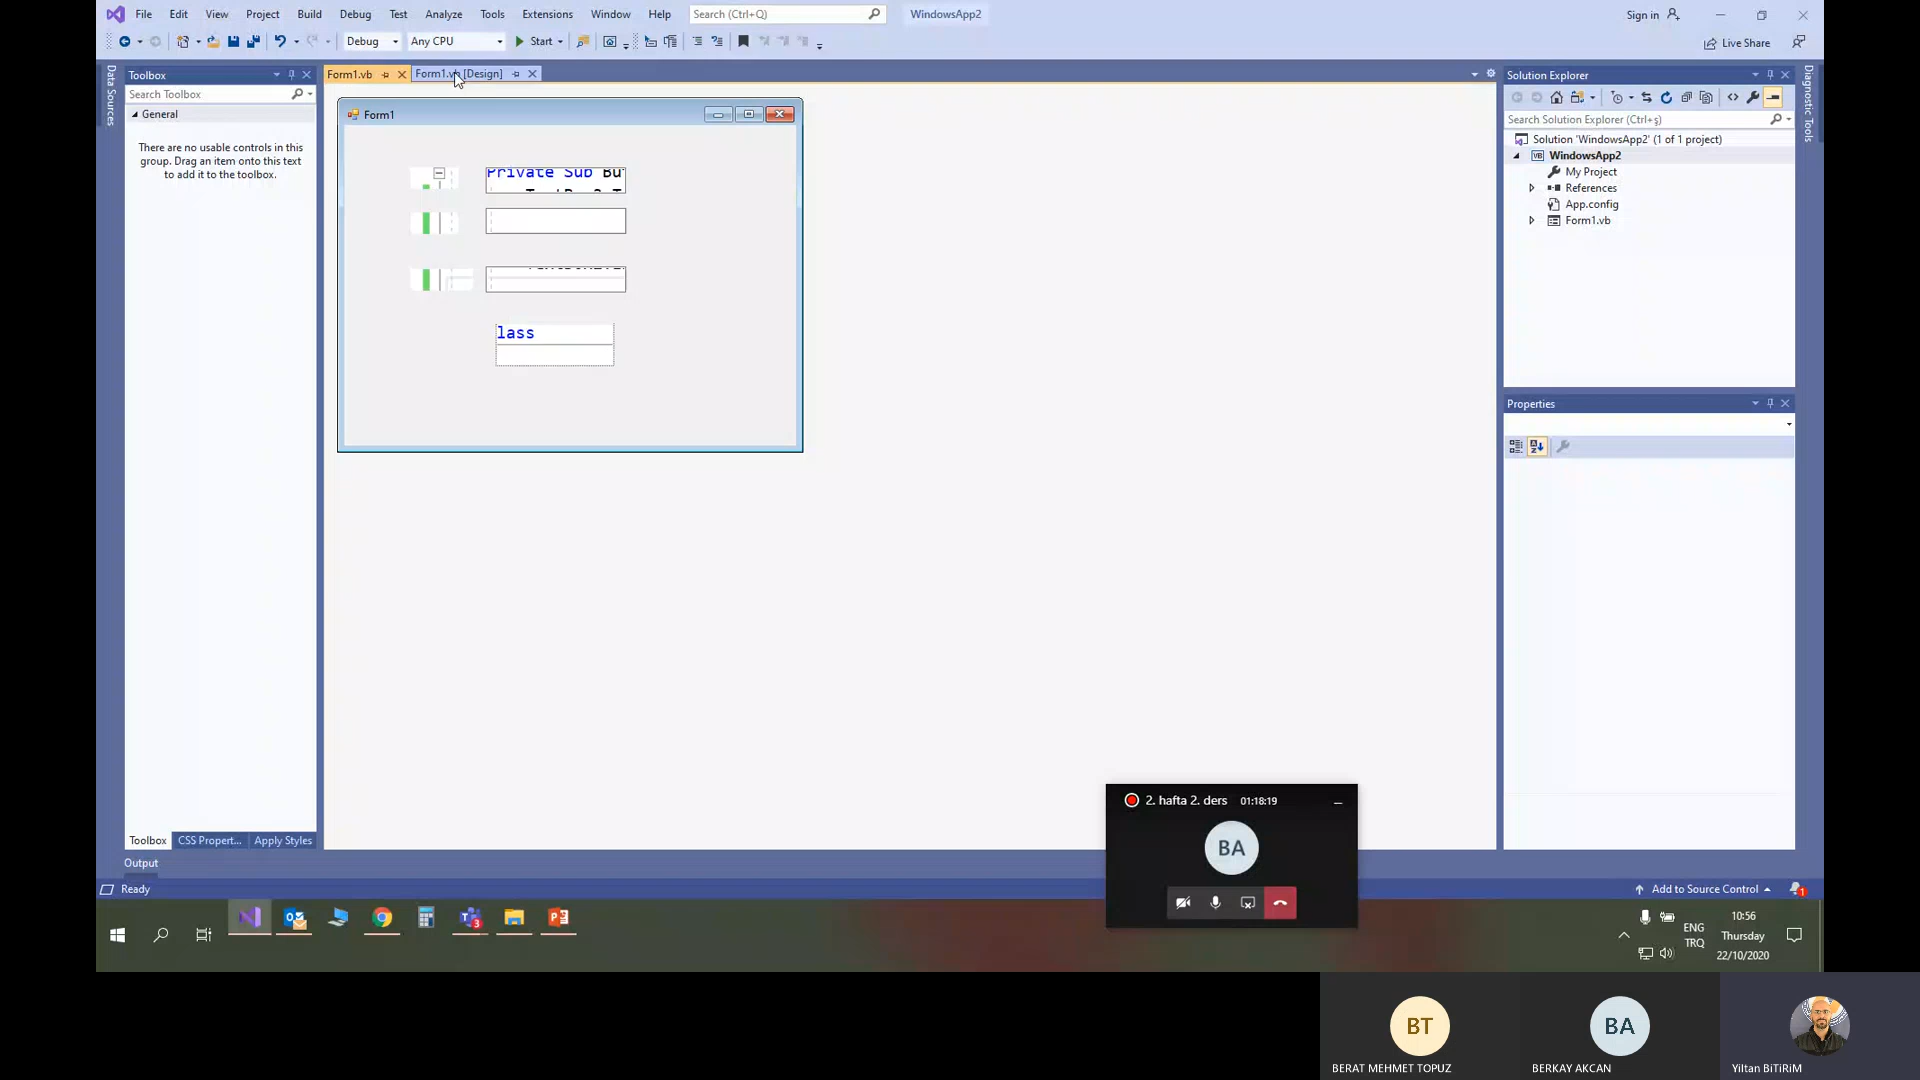 File Edit View Project Build Debug Test Analyze Tools Extensions Window Help Search (Ctrl+Q) WindowsApp2 Sign in
Debug Any CPU Start Live Share
Data Sources
Toolbox
Search Toolbox
General
There are no usable controls in this
group. Drag an item onto this text
to add it to the toolbox.
Form1.vb Form1.vb [Design]
Form1
Private Sub Bu
lass
Solution Explorer
Search Solution Explorer (Ctrl+ş)
Solution 'WindowsApp2' (1 of 1 project)
WindowsApp2
My Project
References
App.config
Form1.vb
Diagnostic Tools
Properties
Toolbox CSS Propert... Apply Styles
Output
Ready
Add to Source Control
1
2. hafta 2. ders 01:18:19
BA
3
ENG
TRQ
10:56
Thursday
22/10/2020
BT
BERAT MEHMET TOPUZ
BA
BERKAY AKCAN
Yiltan BiTiRiM